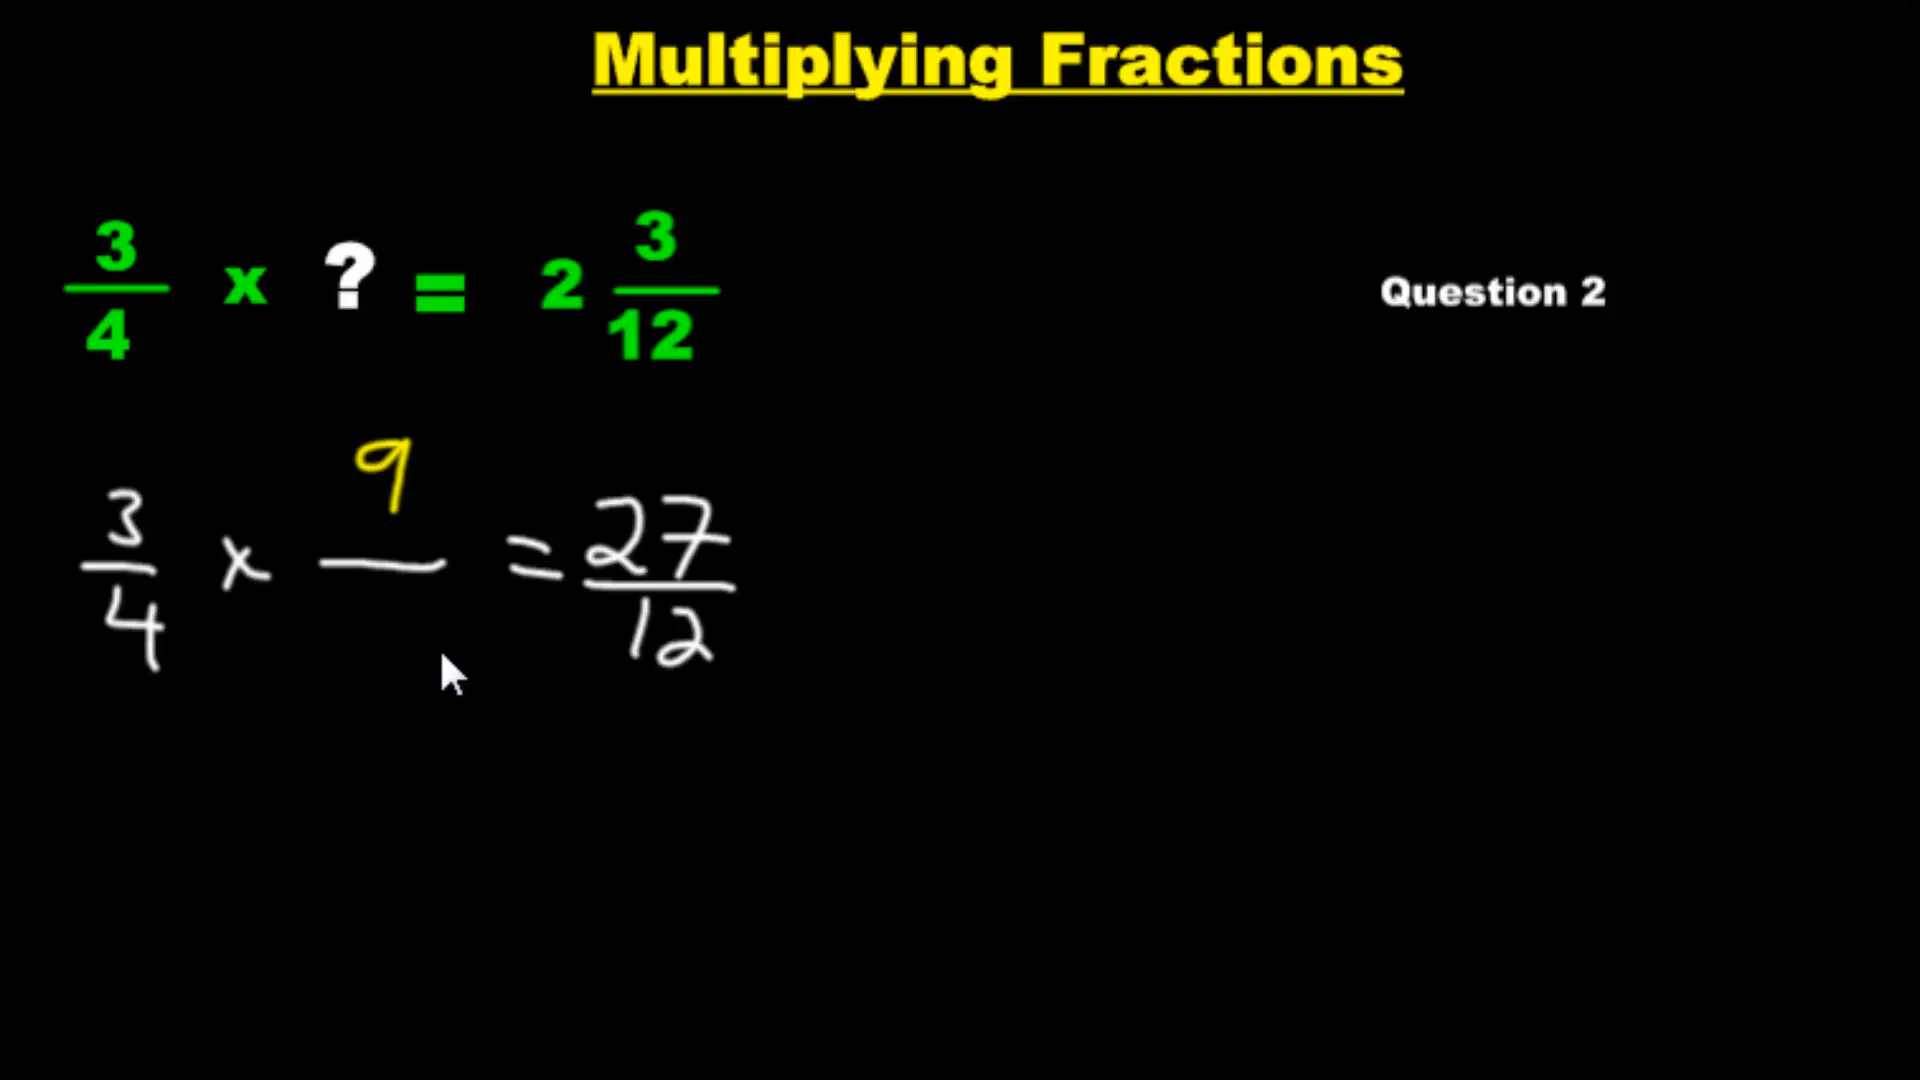 Multiplying Fractions
3/4 x ? = 2 3/12
Question 2
3/4 x 9/ = 27/12